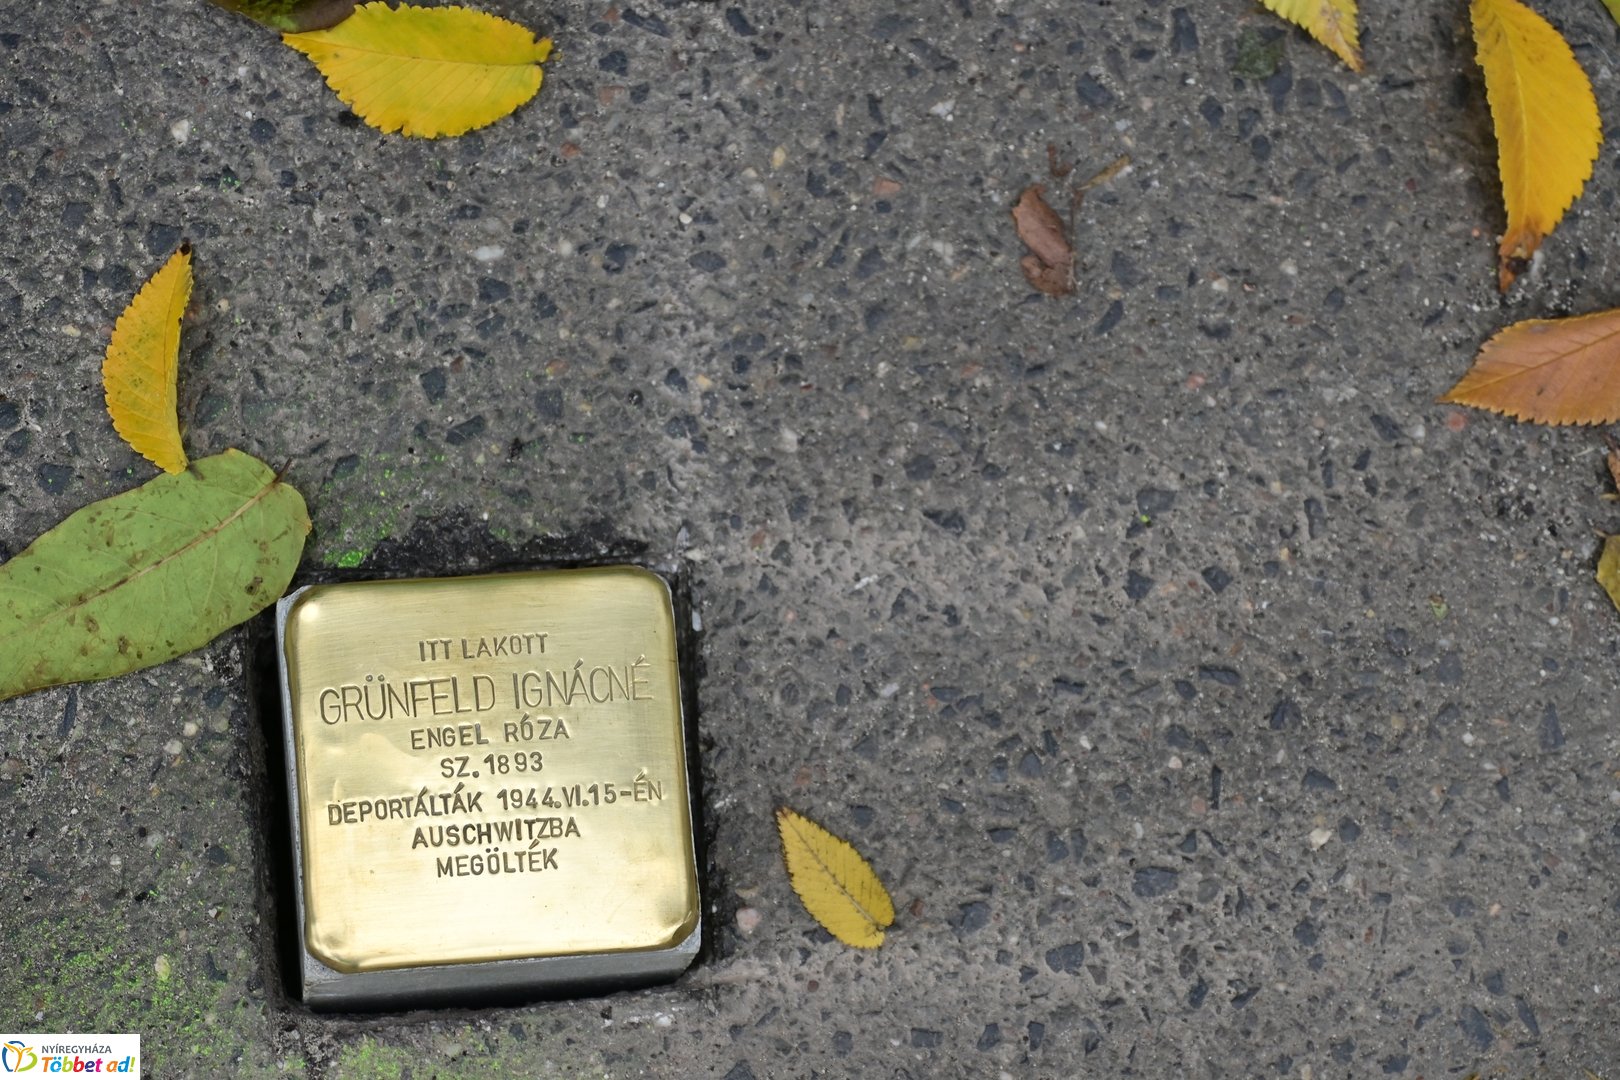 ITT LAKOTT
GRÜNFELD IGNÁCNÉ
ENGEL RÓZA
SZ. 1893
DEPORTÁLTÁK 1944.VI.15-ÉN
AUSCHWITZBA
MEGÖLTÉK
NYÍREGYHÁZA
Többet ad!